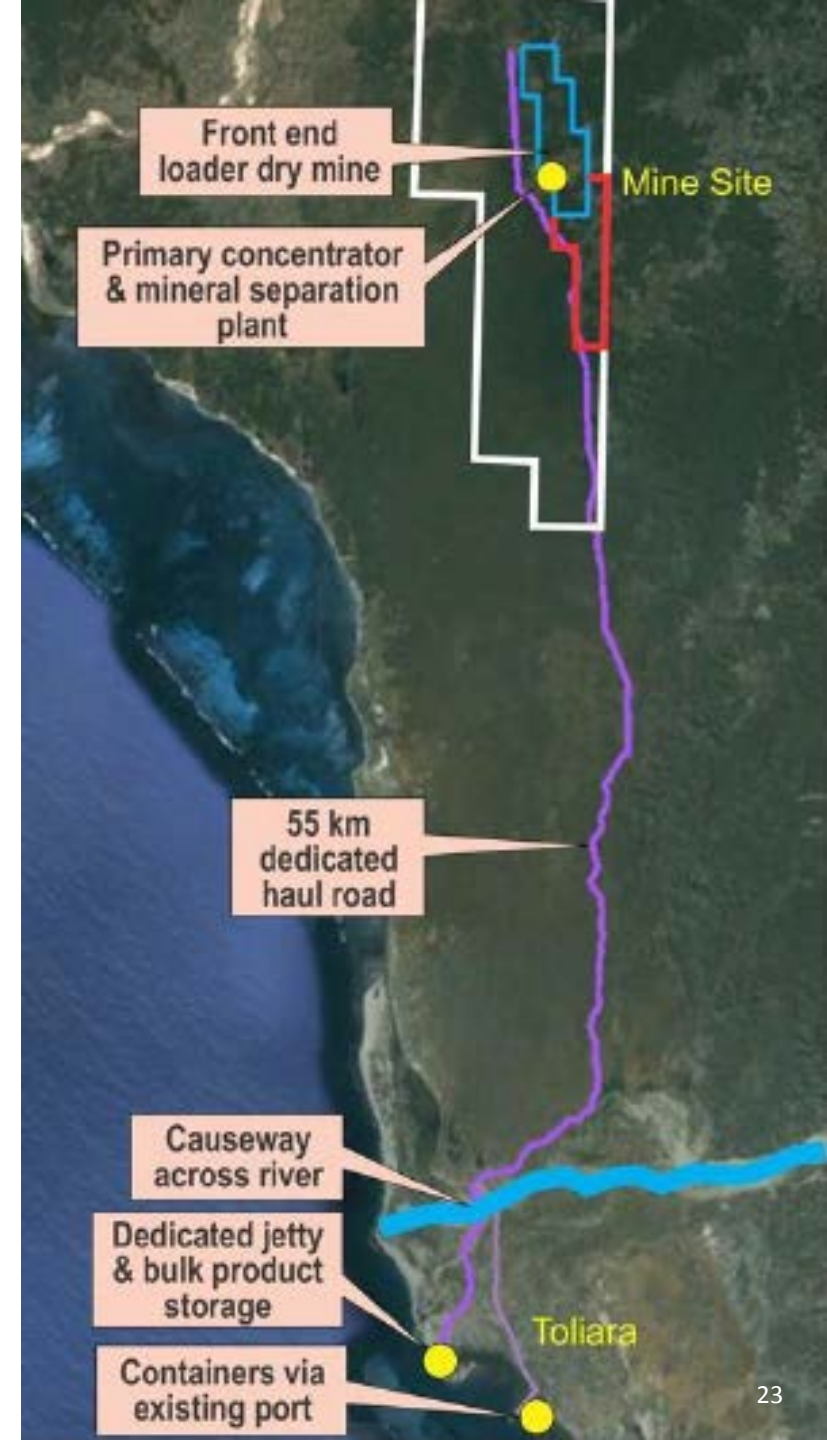 Front end
loader dry mine
Mine Site
Primary concentrator
& mineral separation
plant
55 km
dedicated
haul road
Causeway
across river
Dedicated jetty
& bulk product
storage
Toliara
Containers via
existing port
23